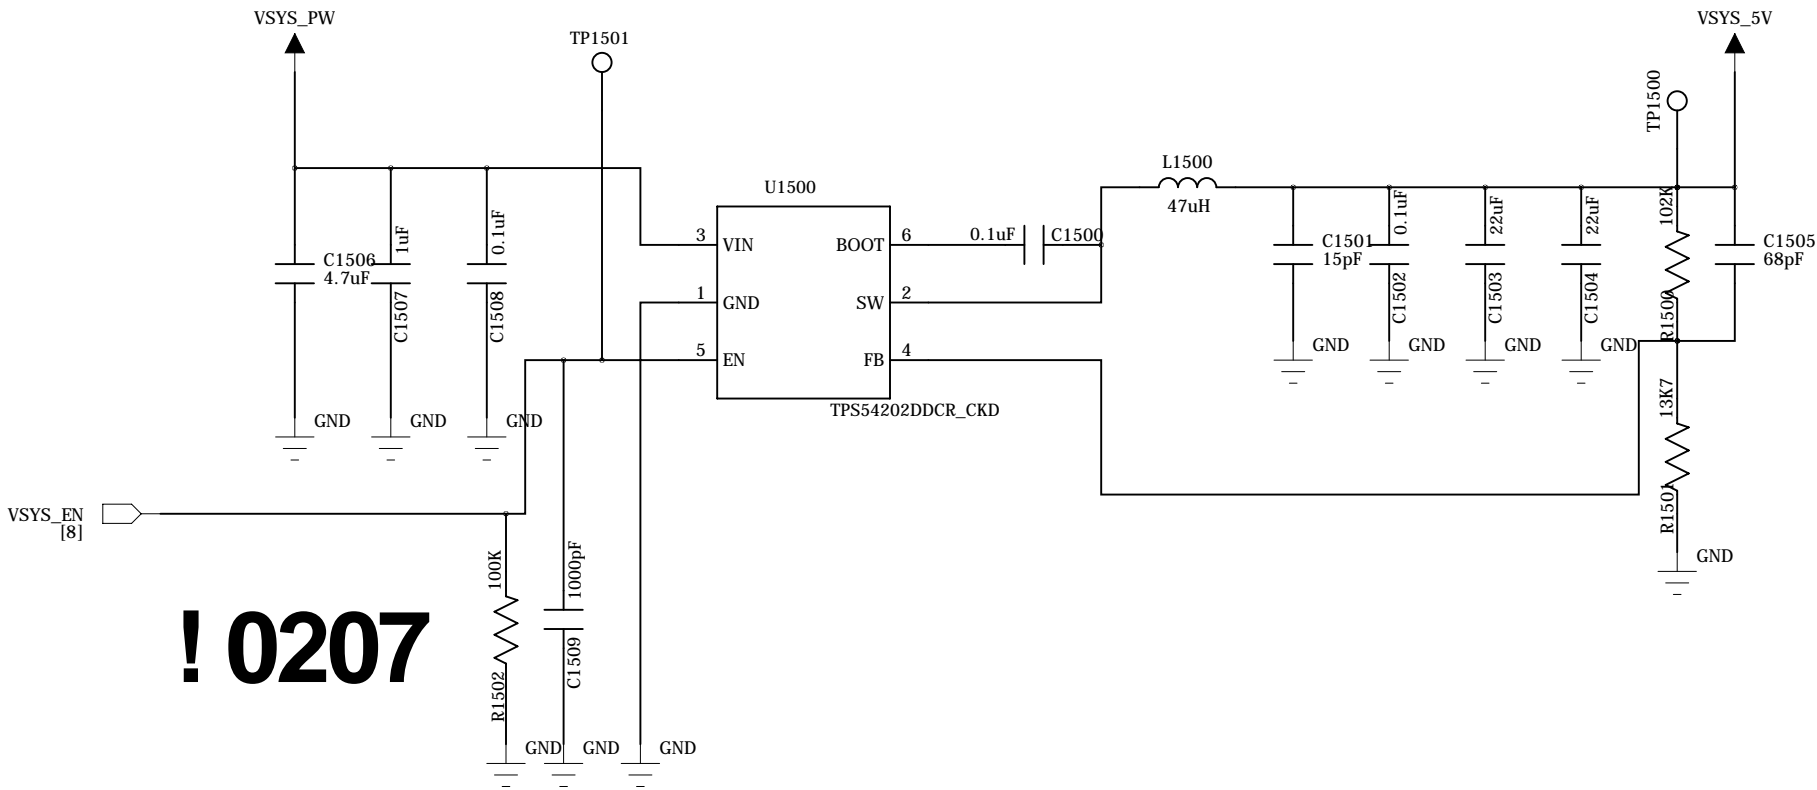 VSYS_PW
TP1501
VSYS_5V
TP1500
L1500
47uH
U1500
3 VIN
1 GND
5 EN
BOOT 6
SW 2
FB 4
TPS54202DDCR_CKD
0.1uF C1500
C1506
4.7uF
1uF
C1507
0.1uF
C1508
GND
GND
GND
C1501
15pF
0.1uF
C1502
22uF
C1503
22uF
C1504
GND
GND
GND
GND
102K
R1500
C1505
68pF
13K7
R1501
GND
VSYS_EN
[8]
100K
R1502
1000pF
C1509
GND
GND
GND
! 0207